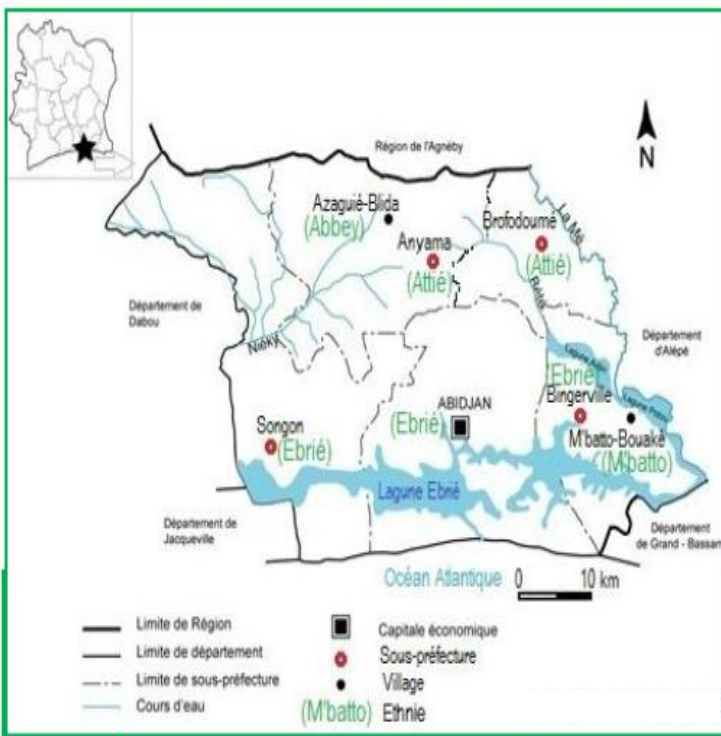 Région de l'Agnéby
N
Azaguié-Blida
(Abbey)
Anyama
(Attié)
Brofodoumé
(Attié)
La Mé
Département de
Dabou
Niéky
Département
d'Alépé
(Ebrié)
Bingerville
ABIDJAN
(Ebrié)
Songon
(Ebrié)
M'batto-Bouaké
(M'batto)
Lagune Ebrié
Département de
Jacqueville
Département
de Grand - Bassam
Océan Atlantique
0 10 km
Limite de Région
Limite de département
Limite de sous-préfecture
Cours d'eau
Capitale économique
Sous-préfecture
Village
(M'batto) Ethnie